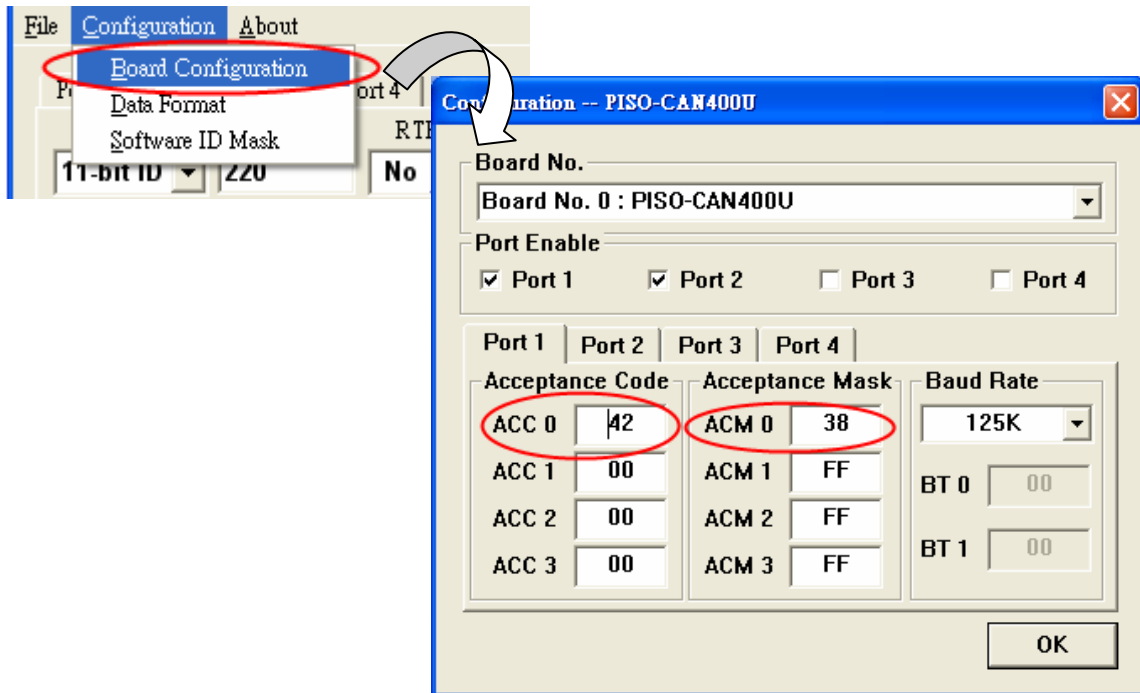 File Configuration About
Board Configuration
Data Format
Software ID Mask
ort 4
11-bit ID 220 No
Configuration -- PISO-CAN400U
Board No.
Board No. 0 : PISO-CAN400U
Port Enable
Port 1 Port 2 Port 3 Port 4
Port 1 Port 2 Port 3 Port 4
Acceptance Code Acceptance Mask Baud Rate
ACC 0 42 ACM 0 38 125K
ACC 1 00 ACM 1 FF BT 0 00
ACC 2 00 ACM 2 FF
ACC 3 00 ACM 3 FF BT 1 00
OK